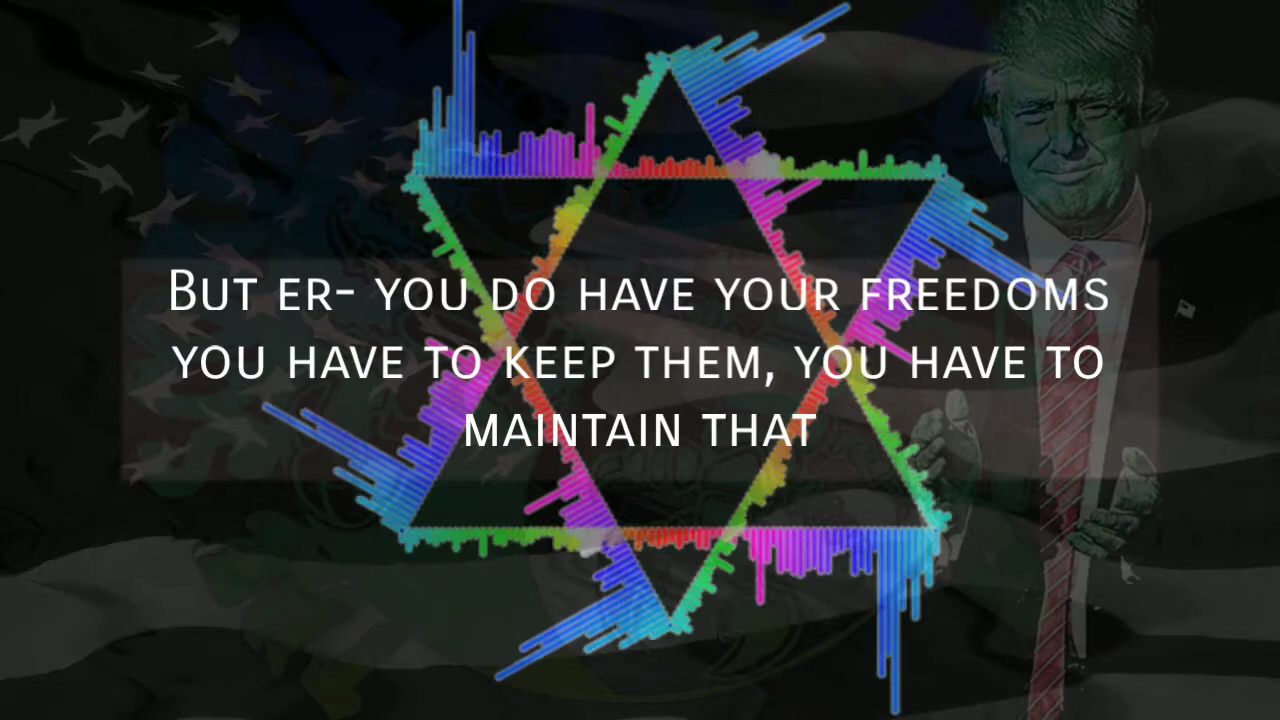 But er- you do have your freedoms
you have to keep them, you have to
maintain that